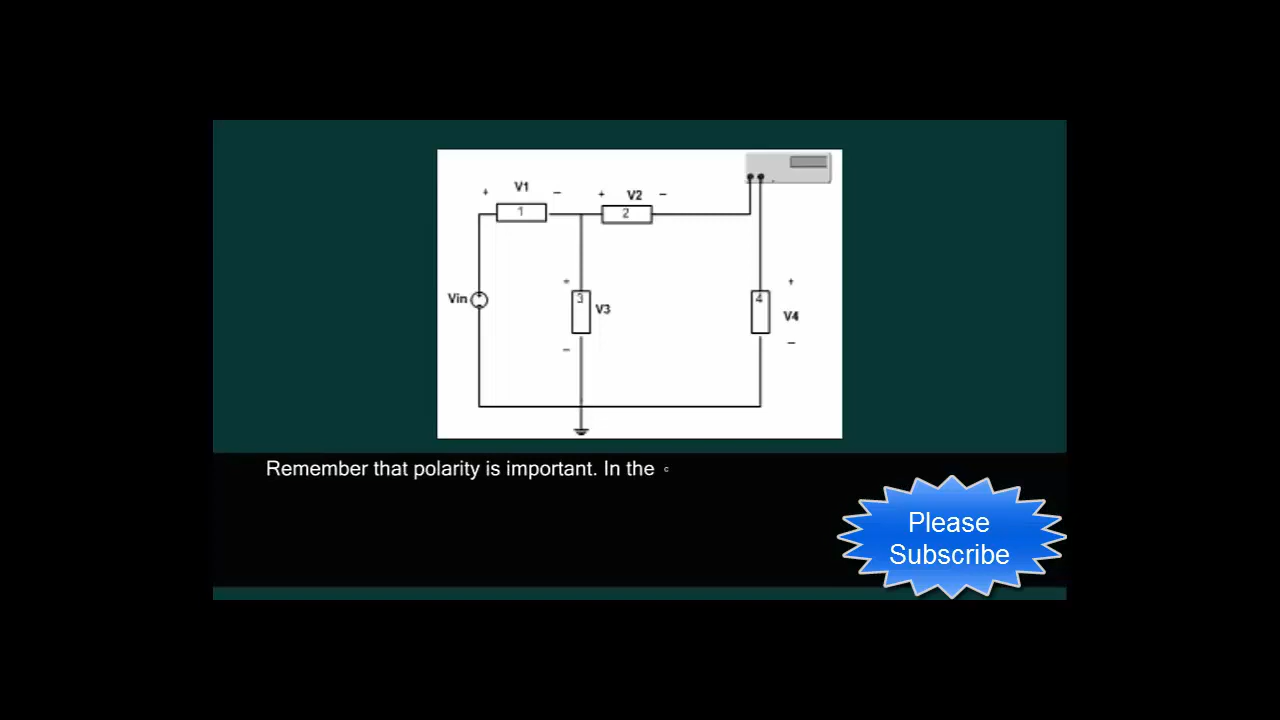 + V1 − + V2 −
1 2
+ +
Vin 3 V3 4 V4
− −
Remember that polarity is important. In the c
Please
Subscribe